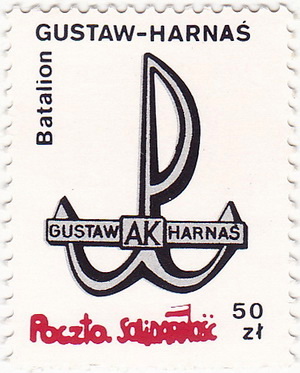 Batalion
GUSTAW-HARNAŚ
GUSTAW AK HARNAŚ
Poczta Solidarność
50
zł